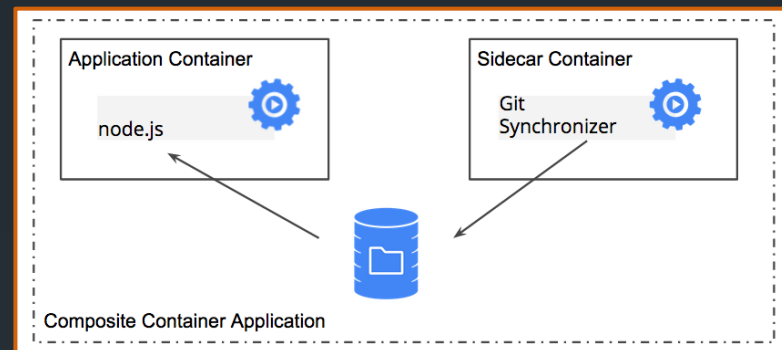 Application Container
node.js
Sidecar Container
Git
Synchronizer
Composite Container Application